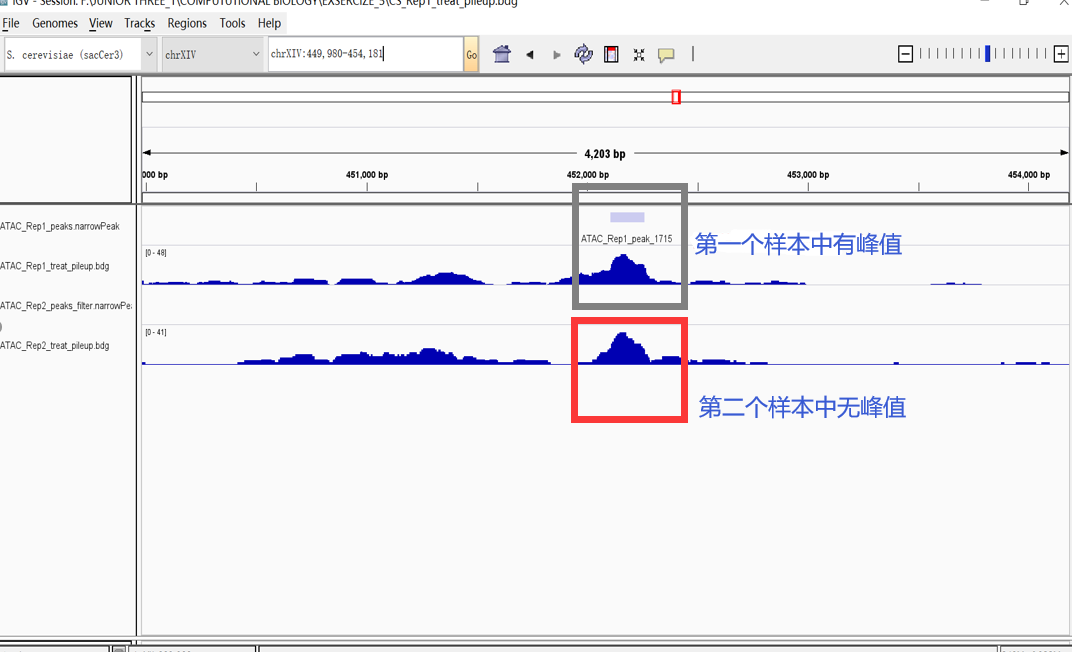 IGV - Session: F:\JUNIOR THREE_1\COMPUTUTIONAL BIOLOGY\EXSERCIZE_5\CS_Rep1_treat_pileup.bdg
File Genomes View Tracks Regions Tools Help
S. cerevisiae (sacCer3) chrXIV chrXIV:449,980-454,181 Go
4,203 bp
000 bp 451,000 bp 452,000 bp 453,000 bp 454,000 bp
ATAC_Rep1_peaks.narrowPeak
ATAC_Rep1_peak_1715
第一个样本中有峰值
[0 - 48]
ATAC_Rep1_treat_pileup.bdg
ATAC_Rep2_peaks_filter.narrowPe
[0 - 41]
ATAC_Rep2_treat_pileup.bdg
第二个样本中无峰值